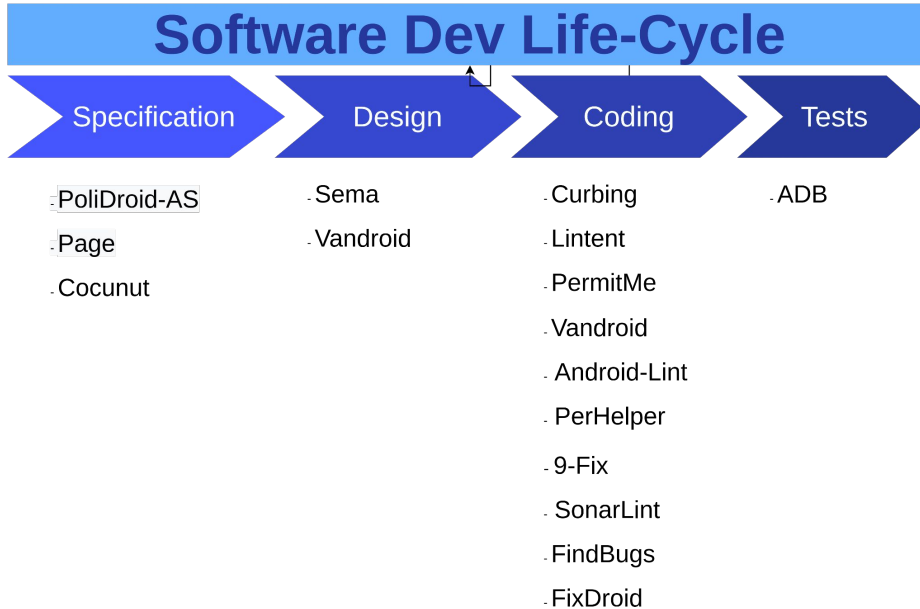 Software Dev Life-Cycle
Specification
Design
Coding
Tests
- PoliDroid-AS
- Page
- Cocunut
- Sema
- Vandroid
- Curbing
- Lintent
- PermitMe
- Vandroid
- Android-Lint
- PerHelper
- 9-Fix
- SonarLint
- FindBugs
- FixDroid
- ADB